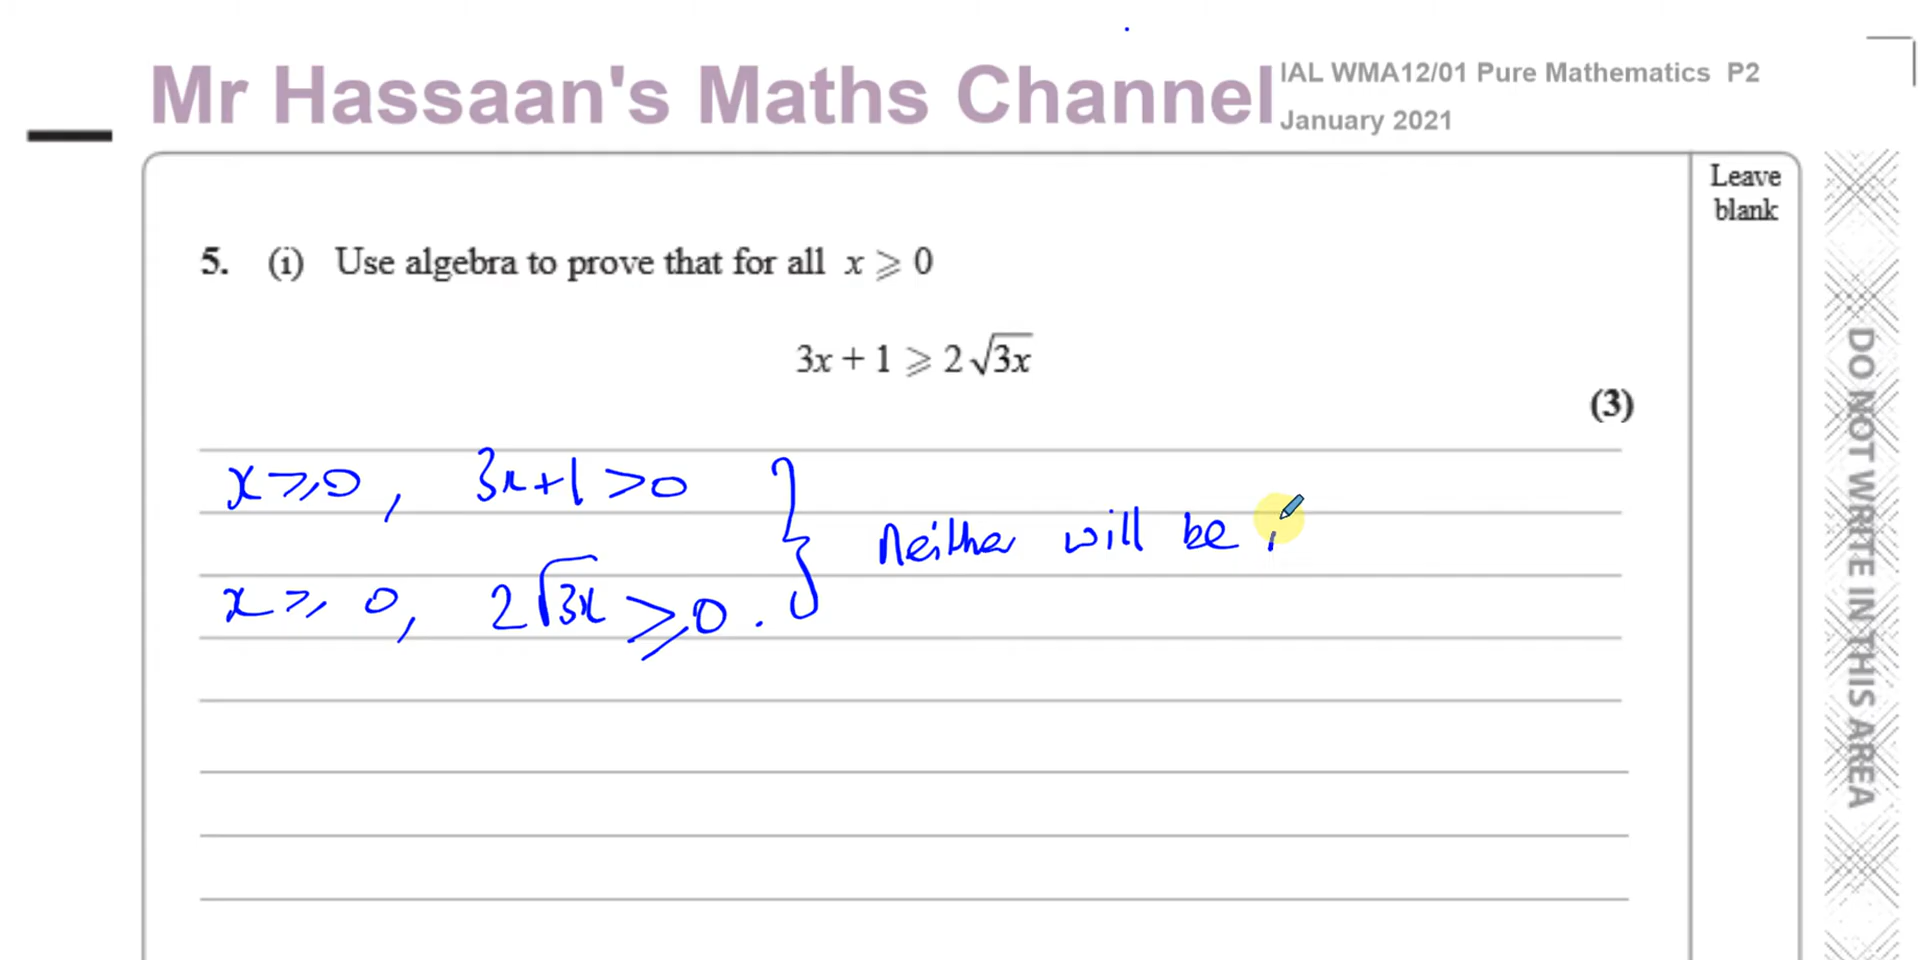 Mr Hassaan's Maths Channel
IAL WMA12/01 Pure Mathematics P2
January 2021
Leave
blank
5. (i) Use algebra to prove that for all x ⩾ 0
3x + 1 ⩾ 2√3x
(3)
x ⩾ 0, 3x+1 > 0
Neither will be
x ⩾ 0, 2√3x ⩾ 0.
DO NOT WRITE IN THIS AREA